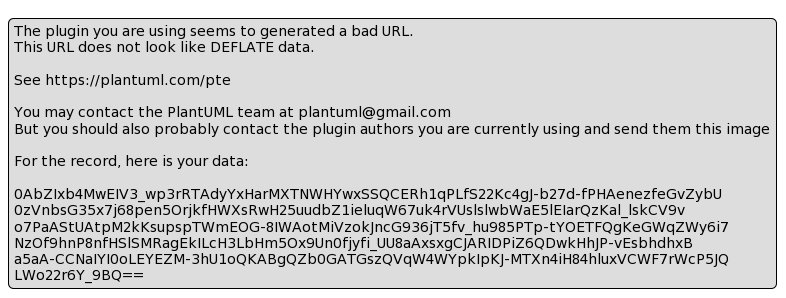 The plugin you are using seems to generated a bad URL.
This URL does not look like DEFLATE data.
See https://plantuml.com/pte
You may contact the PlantUML team at plantuml@gmail.com
But you should also probably contact the plugin authors you are currently using and send them this image
For the record, here is your data:
0AbZIxb4MwEIV3_wp3rRTAdyYxHarMXTNWHYwxSSQCERh1qPLfS22Kc4gJ-b27d-fPHAenezfeGvZybU
0zVnbsG35x7j68pen5OrjkfHWXsRwH25uudbZ1ieluqW67uk4rVUslslwbWaE5lEIarQzKal_lskCV9v
o7PaAStUAtpM2kKsupspTWmEOG-8IWAotMiVzokJncG936jT5fv_hu985PTp-tYOETFQgKeGWqZWy6i7
NzOf9hnP8nfHSlSMRagEkILcH3LbHm5Ox9Un0fjyfi_UU8aAxsxgCJARIDPiZ6QDwkHhJP-vEsbhdhxB
a5aA-CCNaIYI0oLEYEZM-3hU1oQKABgQZb0GATGszQVqW4WYpkIpKJ-MTXn4iH84hluxVCWF7rWcP5JQ
LWo22r6Y_9BQ==